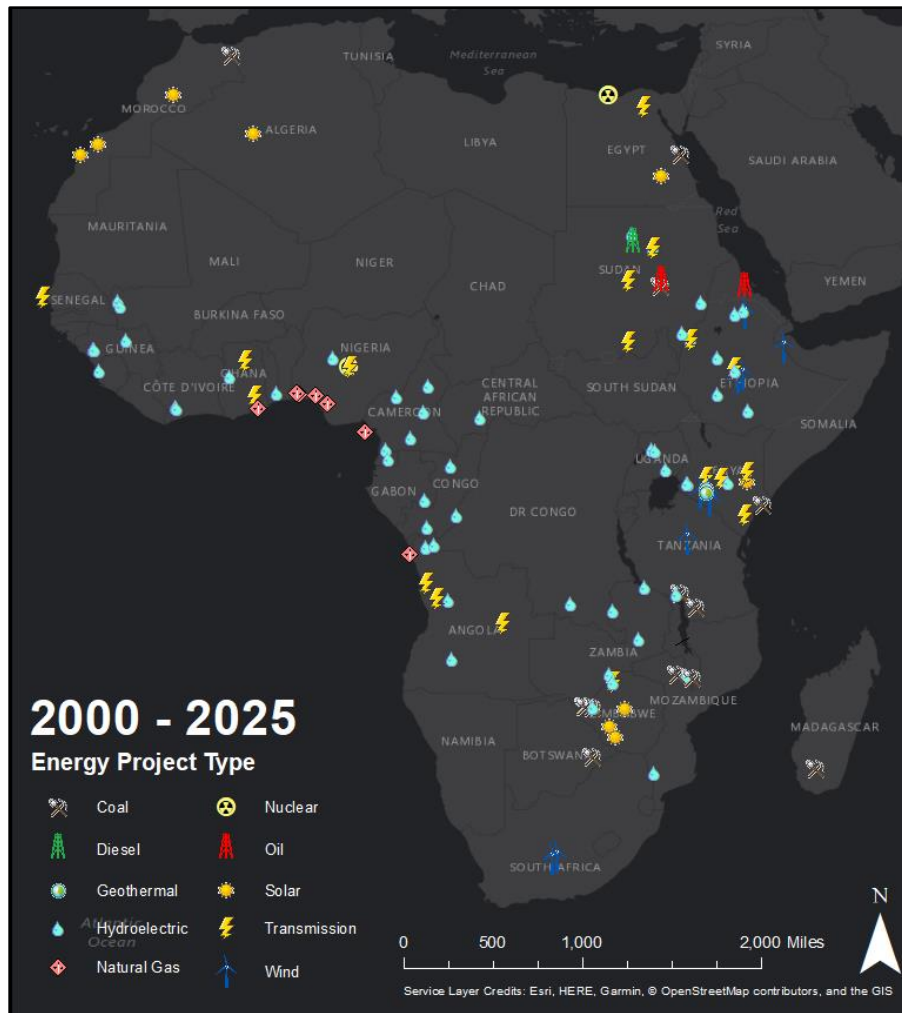 SYRIA
TUNISIA
Mediterranean
Sea
MOROCCO
ALGERIA
LIBYA
EGYPT
SAUDI ARABIA
Red
Sea
MAURITANIA
MALI
NIGER
CHAD
SUDAN
YEMEN
SENEGAL
BURKINA FASO
GUINEA
NIGERIA
GHANA
CÔTE D'IVOIRE
CENTRAL
AFRICAN
REPUBLIC
SOUTH SUDAN
ETHIOPIA
CAMEROON
SOMALIA
UGANDA
GABON
CONGO
DR CONGO
TANZANIA
ANGOLA
ZAMBIA
MOZAMBIQUE
MADAGASCAR
NAMIBIA
BOTSWAN
SOUTH AFRICA
2000 - 2025
Energy Project Type
Coal
Nuclear
Diesel
Oil
Geothermal
Solar
Hydroelectric
Transmission
Natural Gas
Wind
Atlantic
Ocean
N
0 500 1,000 2,000 Miles
Service Layer Credits: Esri, HERE, Garmin, © OpenStreetMap contributors, and the GIS